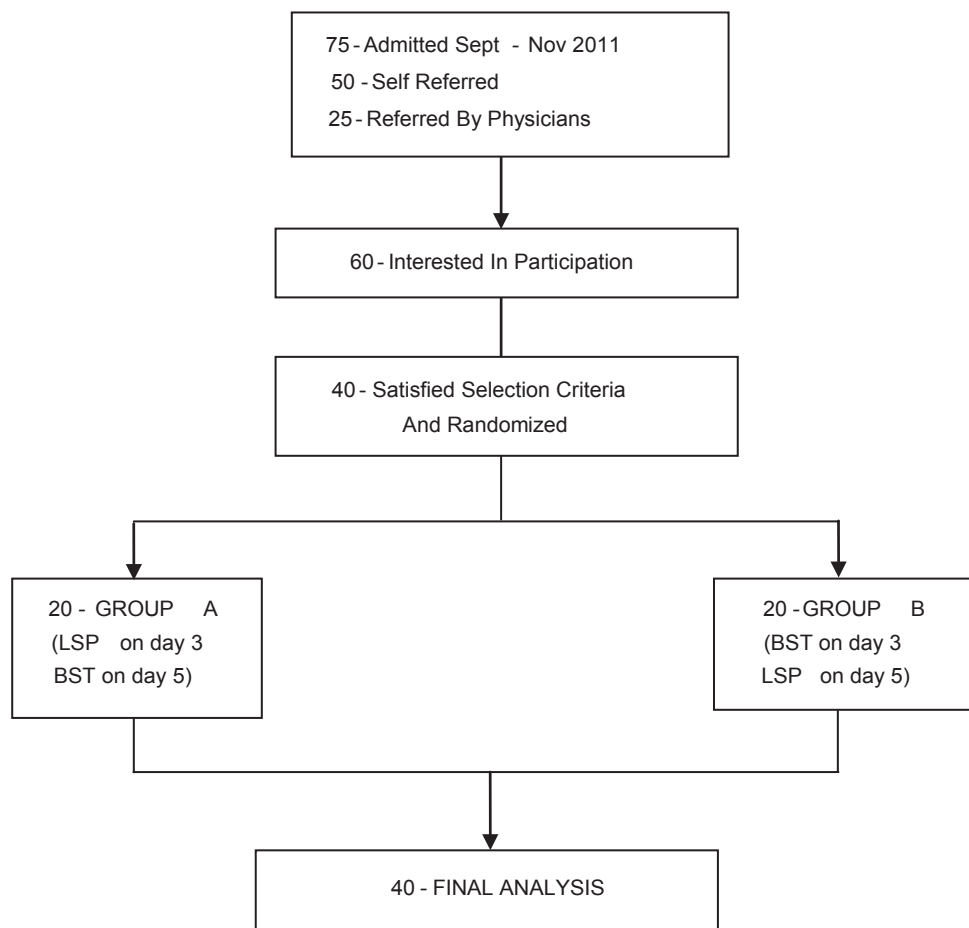 75-Admitted Sept - Nov 2011
50-Self Referred
25-Referred By Physicians
60-Interested In Participation
40-Satisfied Selection Criteria
And Randomized
20 - GROUP A
(LSP on day 3
BST on day 5)
20-GROUP B
(BST on day 3
LSP on day 5)
40 - FINAL ANALYSIS